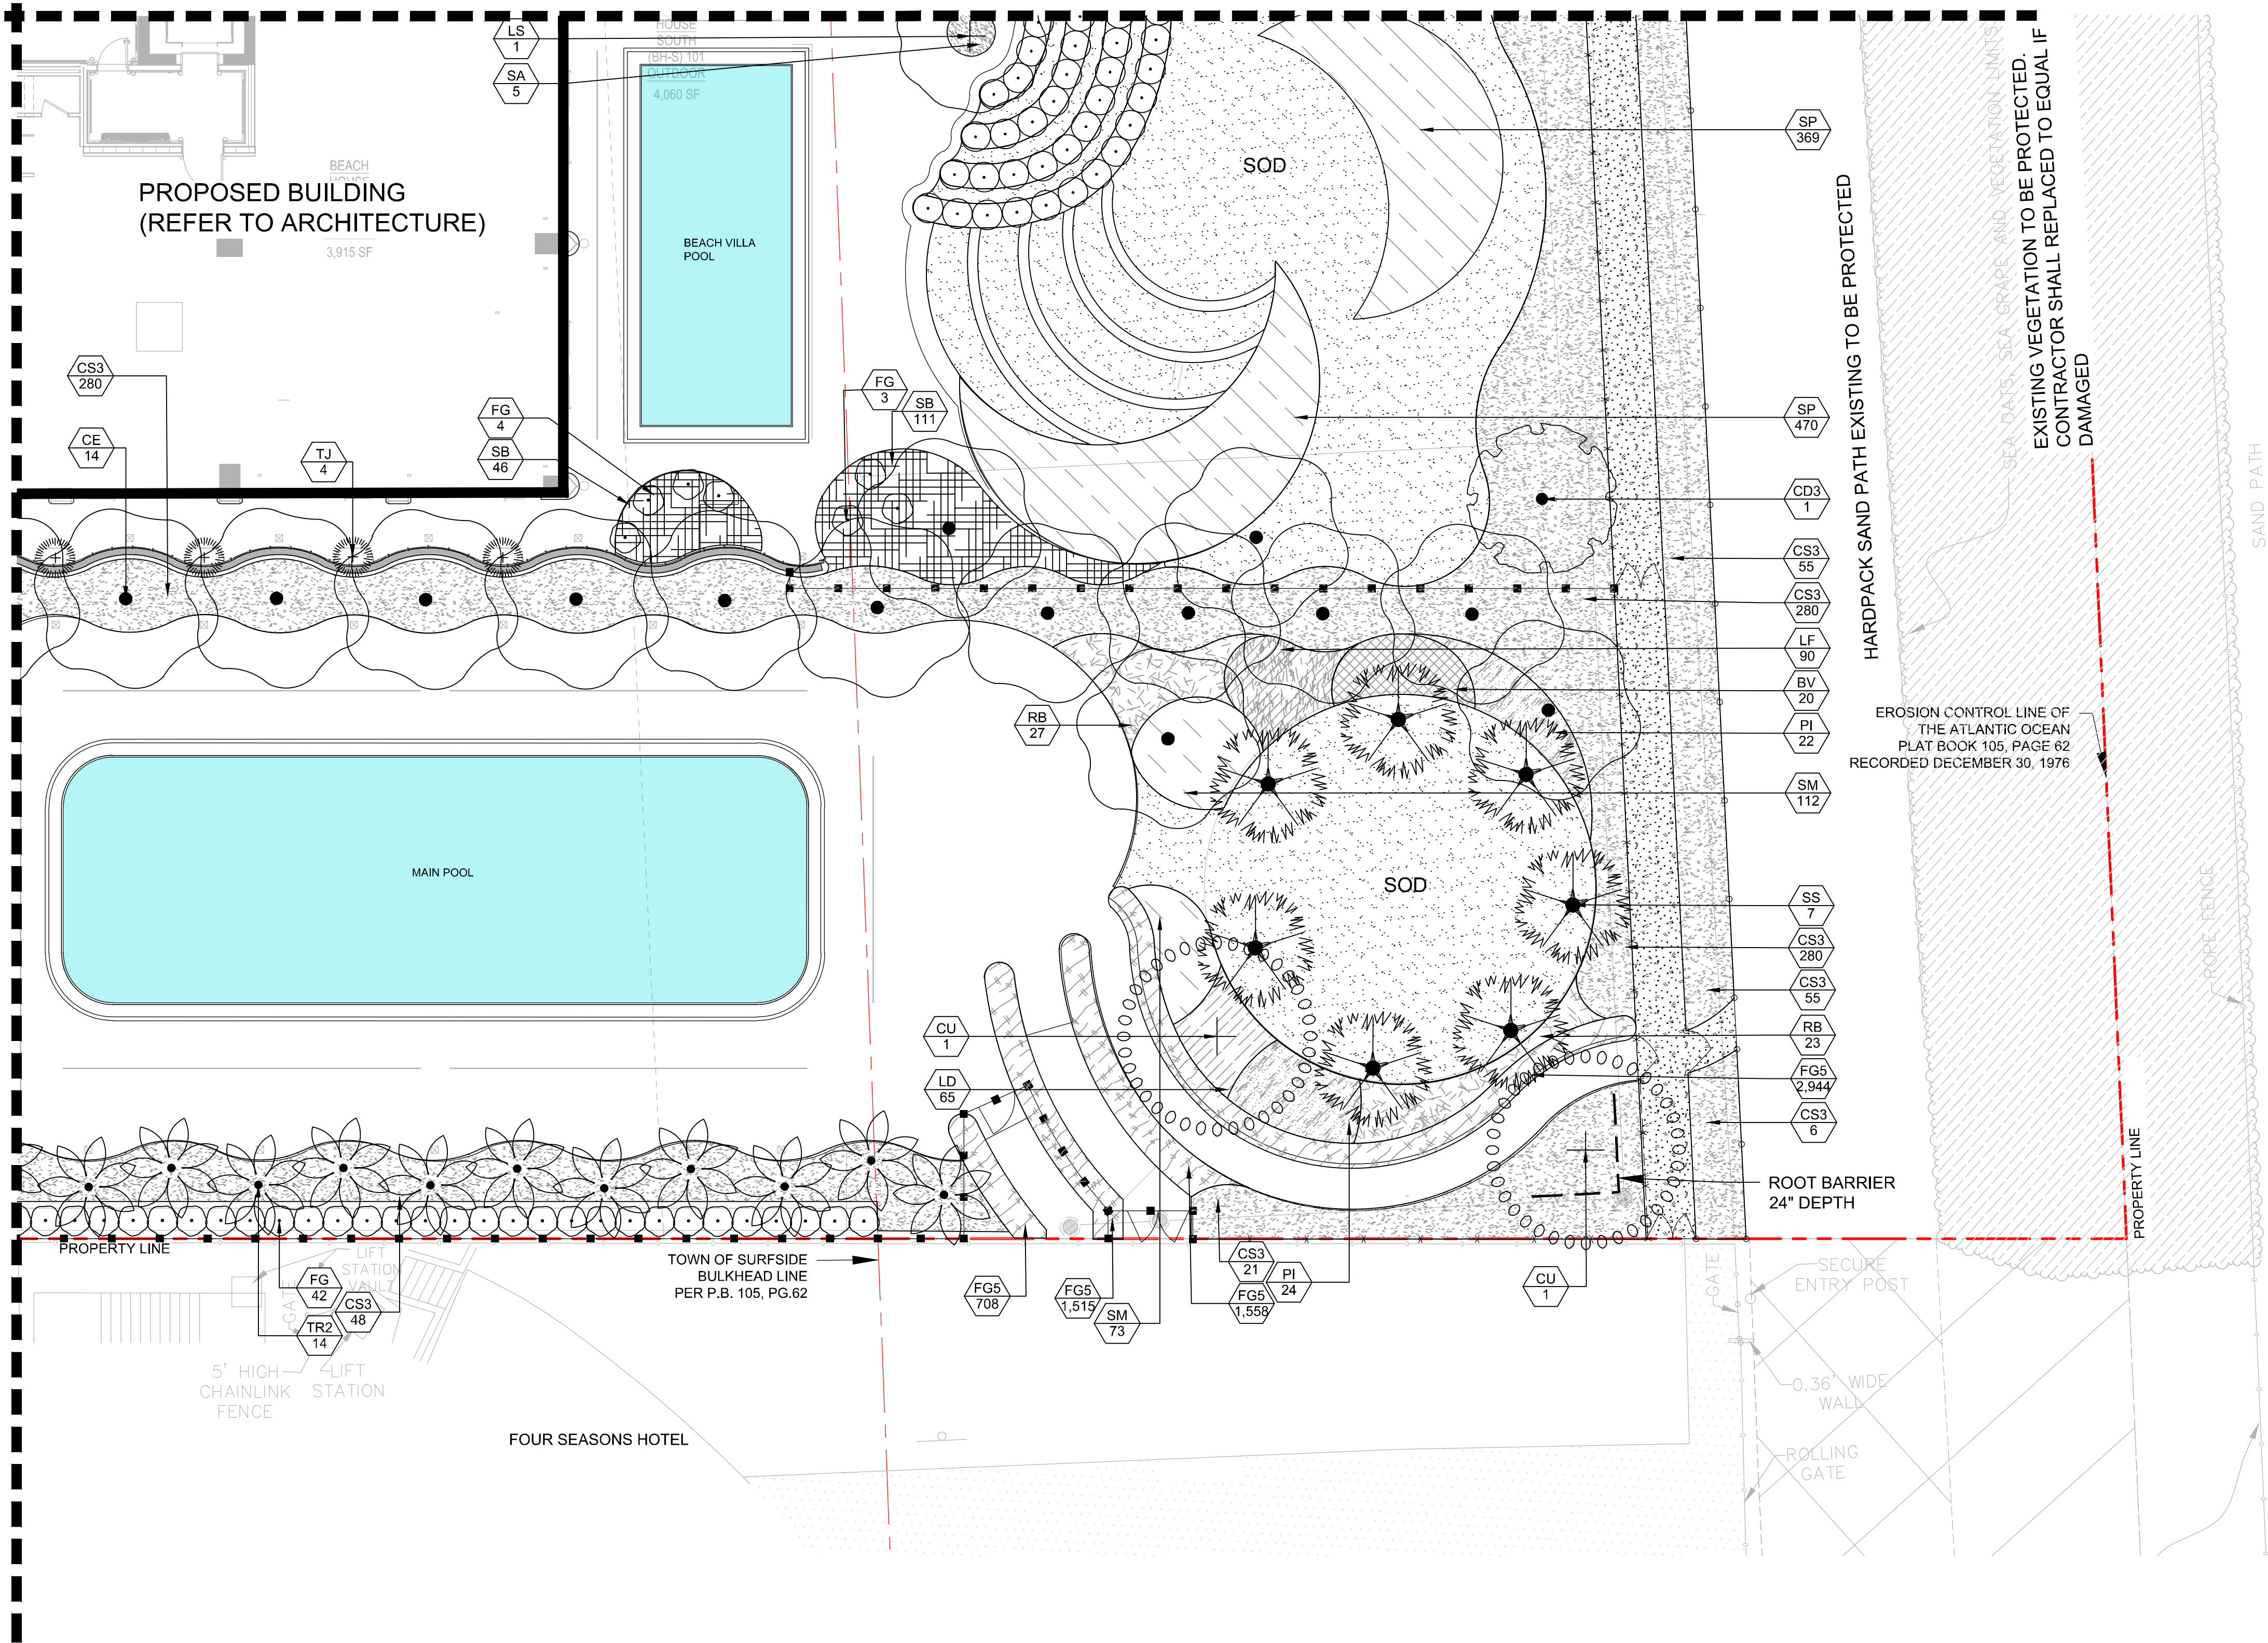 LS
1
SA
5
HOUSE
SOUTH
(BH-S) 101
OUTDOOR
4,060 SF
BEACH
HOUSE
PROPOSED BUILDING
(REFER TO ARCHITECTURE)
3,915 SF
BEACH VILLA
POOL
SOD
SP
369
CS3
280
CE
14
TJ
4
FG
4
SB
46
FG
3
SB
111
SP
470
CD3
1
CS3
55
CS3
280
LF
90
BV
20
PI
22
SM
112
RB
27
MAIN POOL
SOD
SS
7
CS3
280
CS3
55
RB
23
FG5
2,944
CS3
6
CU
1
LD
65
ROOT BARRIER
24" DEPTH
HARDPACK SAND PATH EXISTING TO BE PROTECTED
SEA OATS, SEA GRAPE AND VEGETATION LIMITS
EXISTING VEGETATION TO BE PROTECTED.
CONTRACTOR SHALL REPLACED TO EQUAL IF
DAMAGED
SAND PATH
EROSION CONTROL LINE OF
THE ATLANTIC OCEAN
PLAT BOOK 105, PAGE 62
RECORDED DECEMBER 30, 1976
ROPE FENCE
PROPERTY LINE
PROPERTY LINE
LIFT
STATION
VAULT
GATE
FG
42
CS3
48
TR2
14
5' HIGH
CHAINLINK
FENCE
LIFT
STATION
TOWN OF SURFSIDE
BULKHEAD LINE
PER P.B. 105, PG.62
FG5
708
FG5
1,515
SM
73
CS3
21
FG5
1,558
PI
24
CU
1
GATE
SECURE
ENTRY POST
0.36' WIDE
WALL
ROLLING
GATE
FOUR SEASONS HOTEL